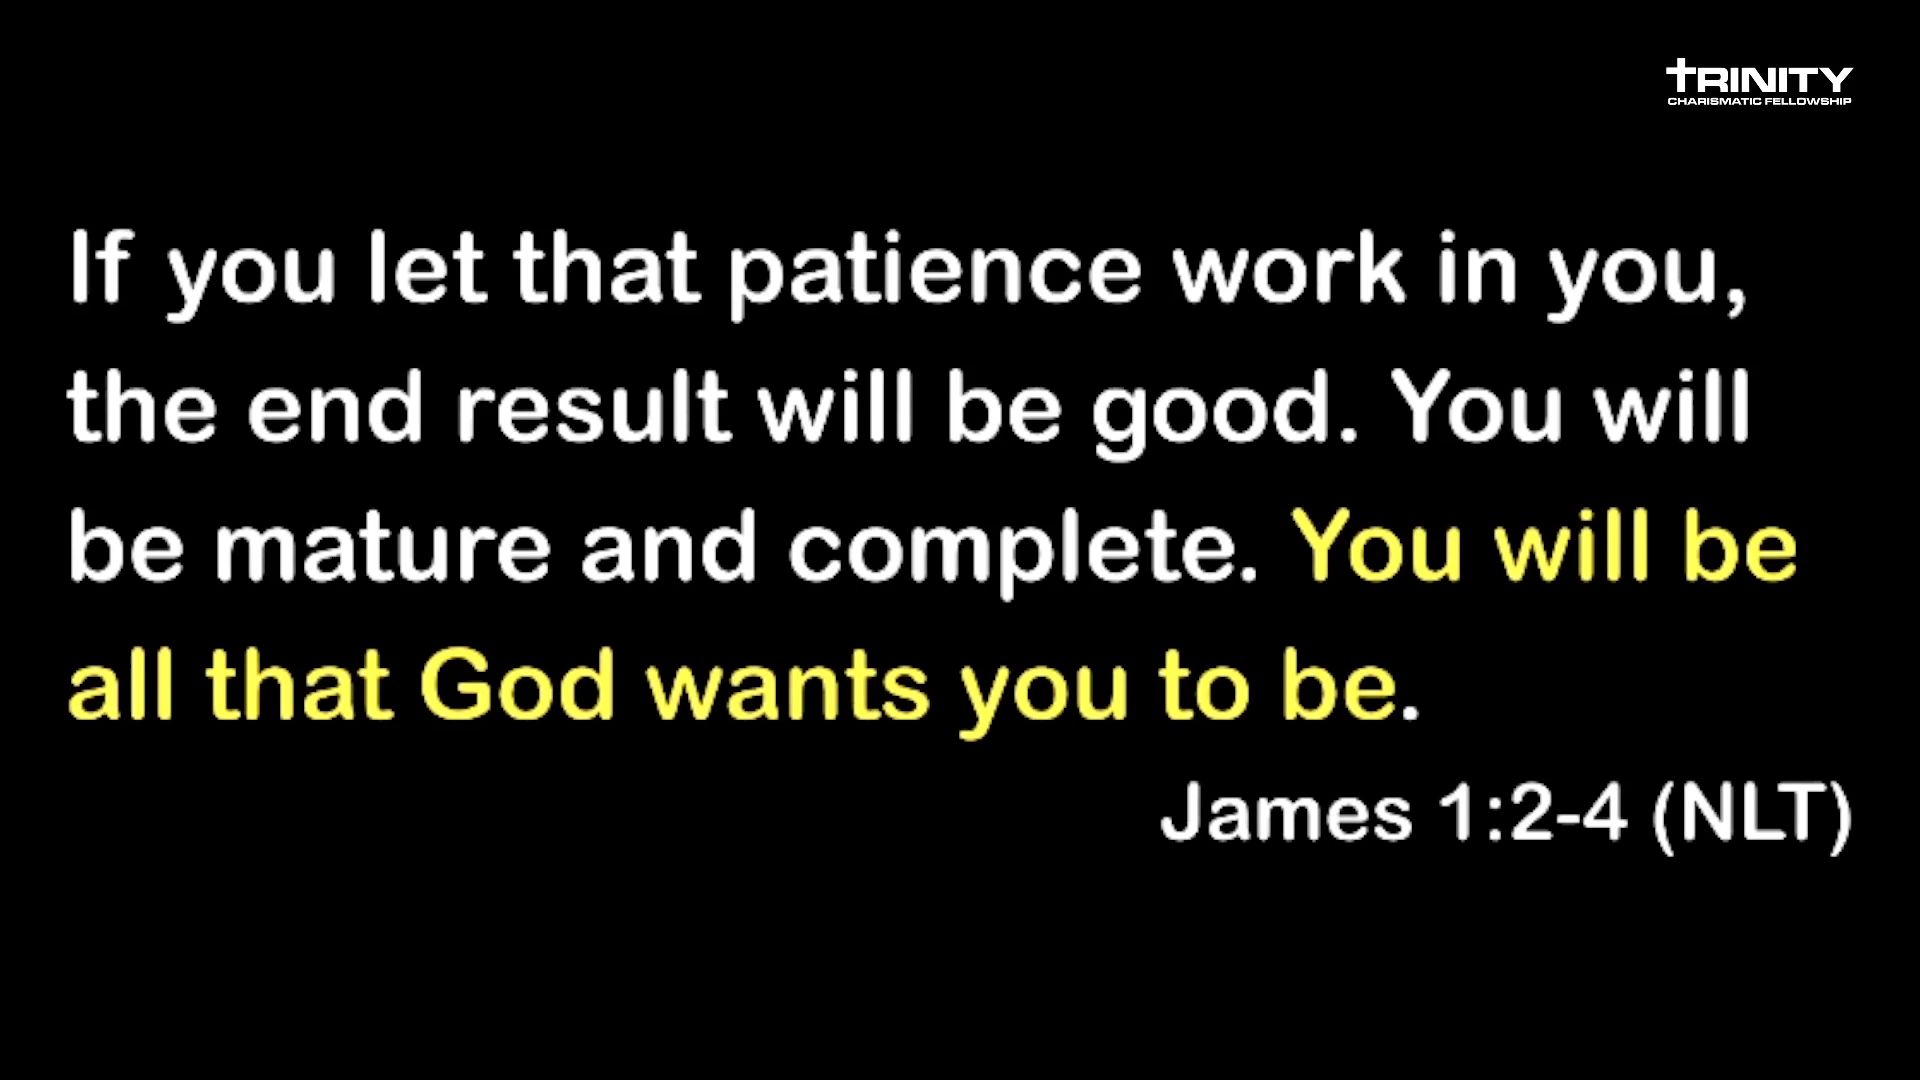 TRINITY
CHARISMATIC FELLOWSHIP
If you let that patience work in you,
the end result will be good. You will
be mature and complete. You will be
all that God wants you to be.
James 1:2-4 (NLT)